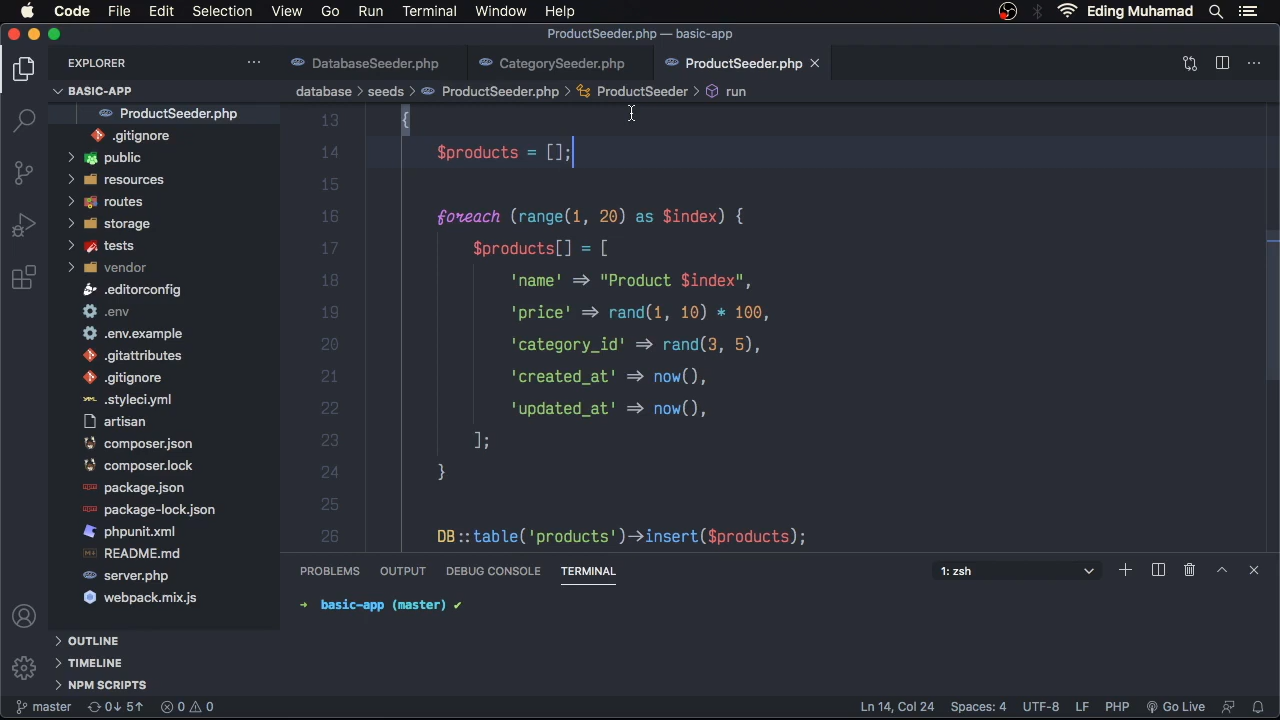 Code File Edit Selection View Go Run Terminal Window Help Eding Muhamad
ProductSeeder.php — basic-app
EXPLORER ··· DatabaseSeeder.php CategorySeeder.php ProductSeeder.php ···
BASIC-APP
database > seeds > ProductSeeder.php > ProductSeeder > run
ProductSeeder.php
.gitignore
public
resources
routes
storage
tests
vendor
.editorconfig
.env
.env.example
.gitattributes
.gitignore
.styleci.yml
artisan
composer.json
composer.lock
package.json
package-lock.json
phpunit.xml
README.md
server.php
webpack.mix.js
OUTLINE
TIMELINE
NPM SCRIPTS
13 {
14 $products = [];
15
16 foreach (range(1, 20) as $index) {
17 $products[] = [
18 'name' => "Product $index",
19 'price' => rand(1, 10) * 100,
20 'category_id' => rand(3, 5),
21 'created_at' => now(),
22 'updated_at' => now(),
23 ];
24 }
25
26 DB::table('products')->insert($products);
PROBLEMS OUTPUT DEBUG CONSOLE TERMINAL 1: zsh
➜ basic-app (master) ✔
master 0↓ 5↑ 0 0 Ln 14, Col 24 Spaces: 4 UTF-8 LF PHP Go Live